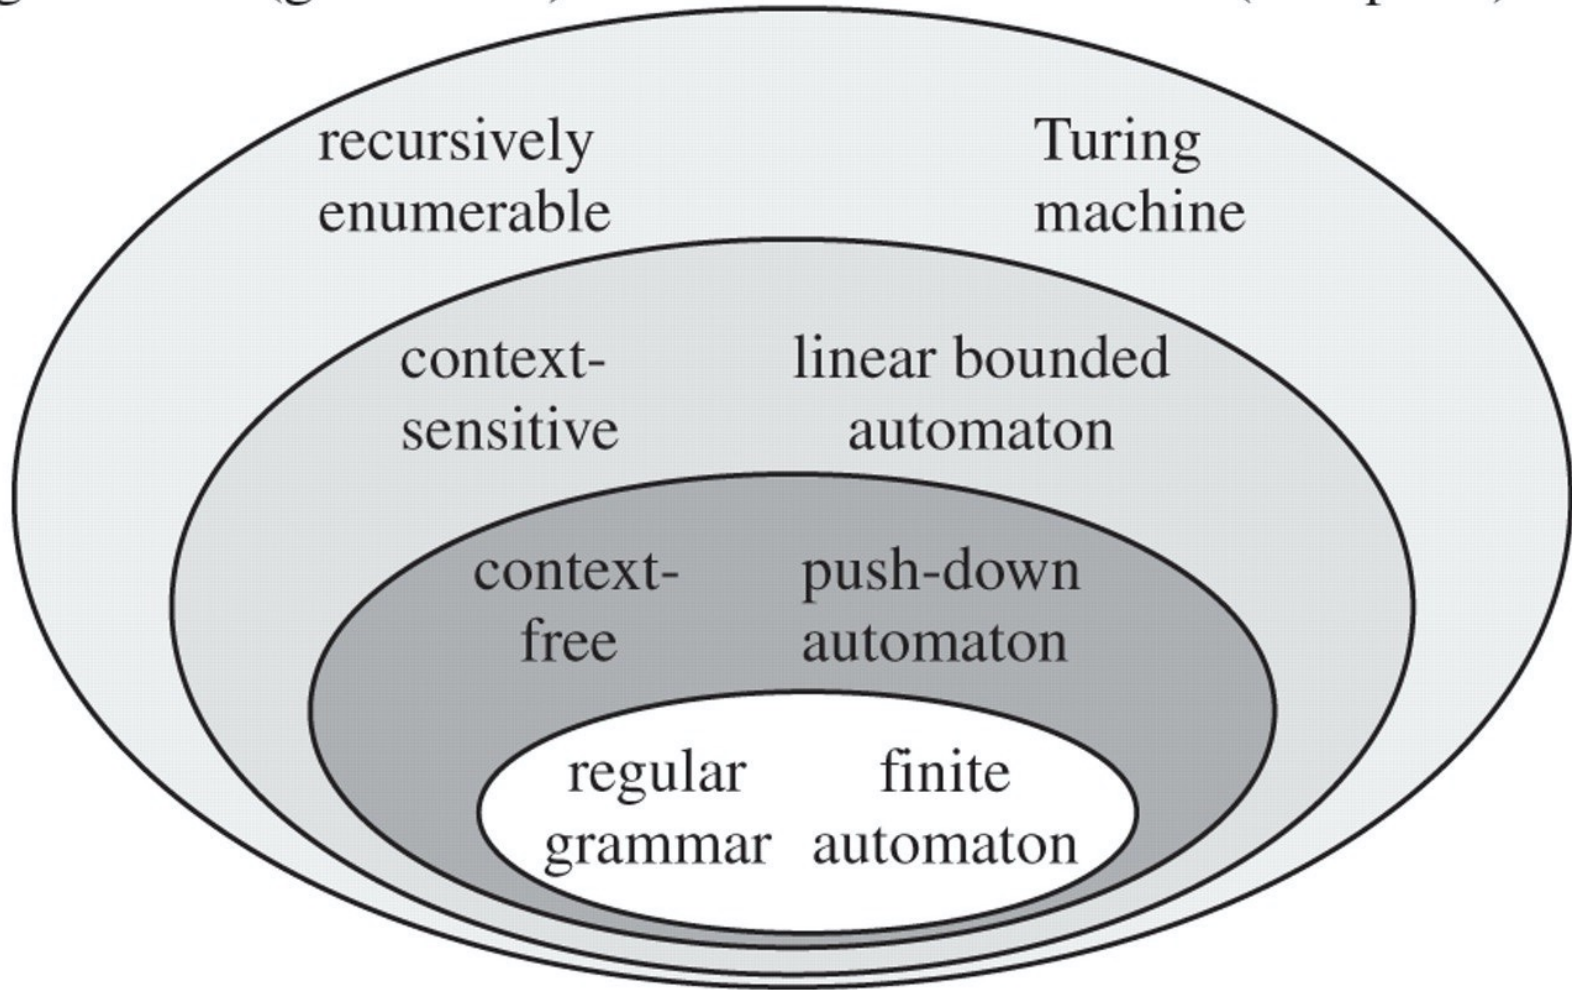 recursively
enumerable
Turing
machine
context-
sensitive
linear bounded
automaton
context-
free
push-down
automaton
regular
grammar
finite
automaton